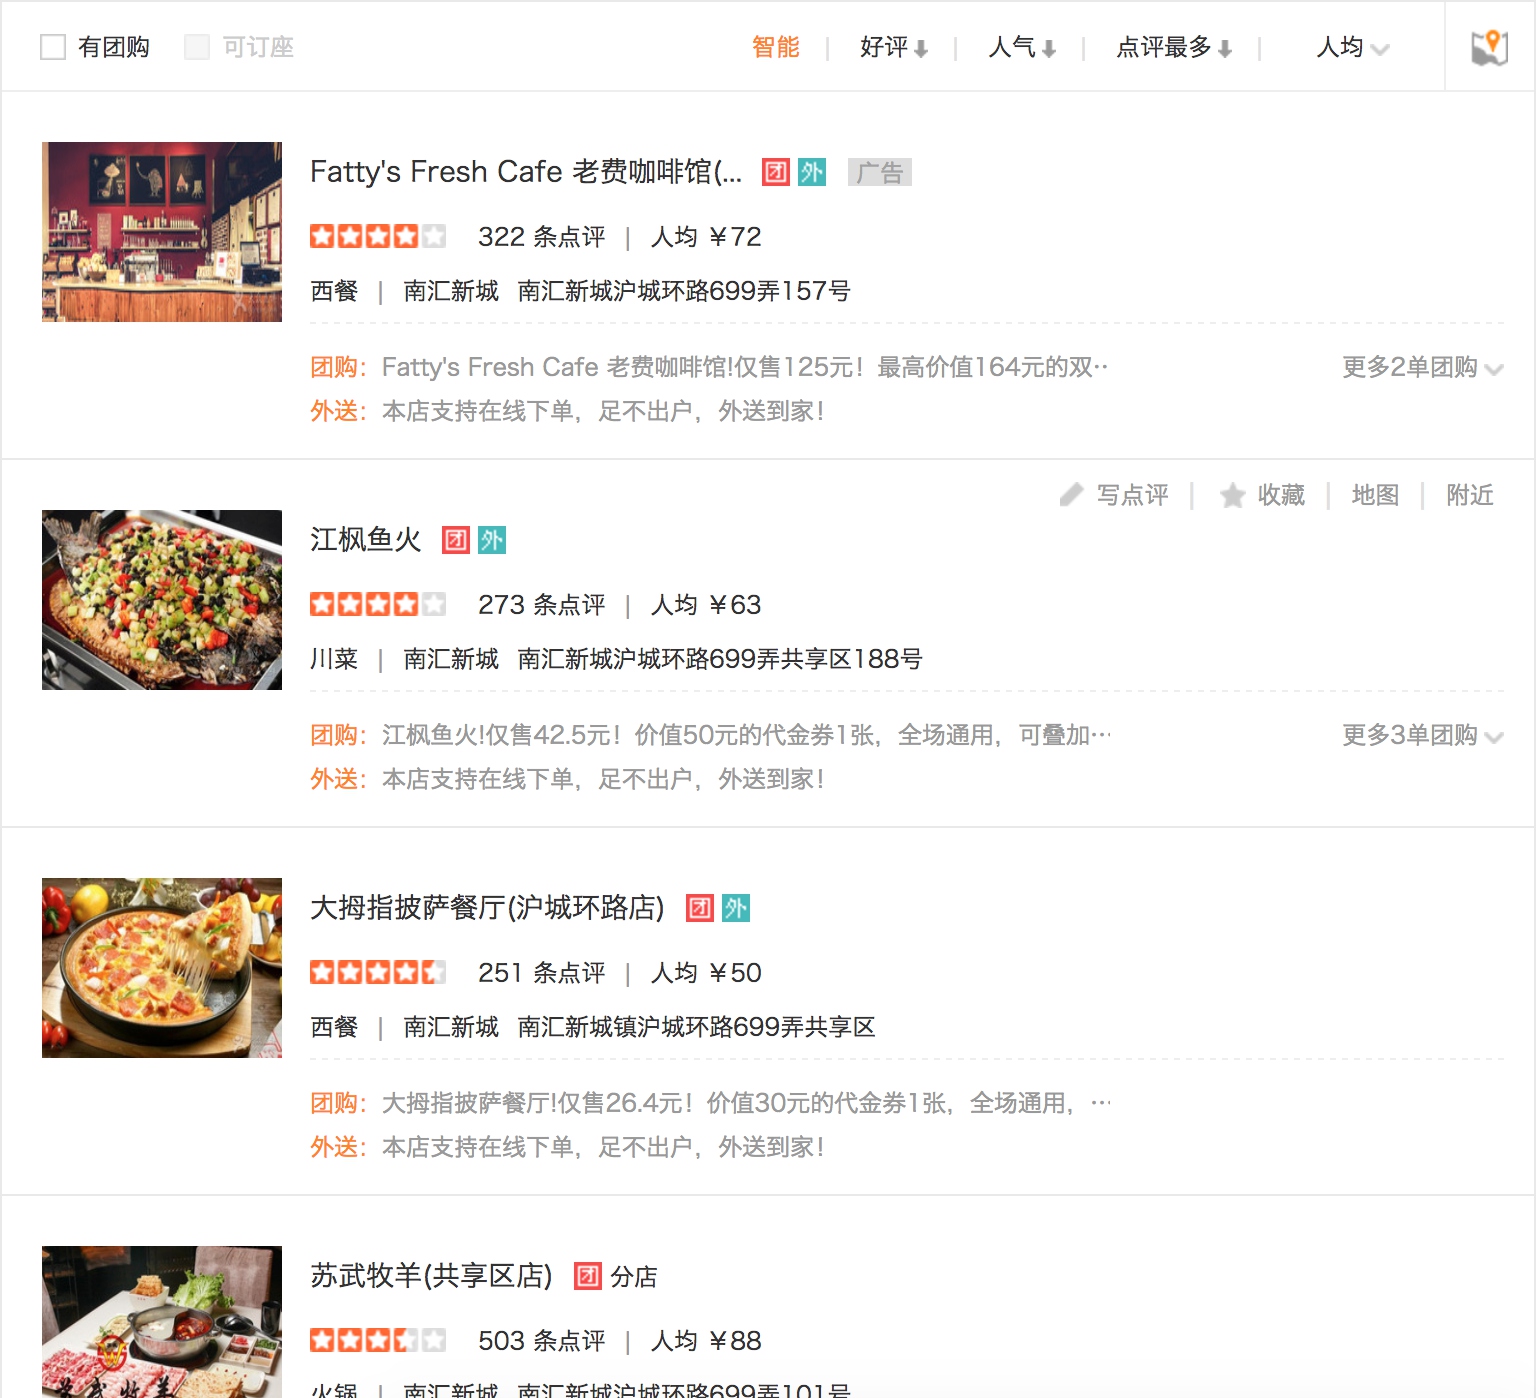 有团购 可订座 智能 | 好评 | 人气 | 点评最多 | 人均
Fatty's Fresh Cafe 老费咖啡馆(... 团 外 广告
322 条点评 | 人均 ￥72
西餐 | 南汇新城 南汇新城沪城环路699弄157号
团购： Fatty's Fresh Cafe 老费咖啡馆!仅售125元！最高价值164元的双·· 更多2单团购
外送： 本店支持在线下单，足不出户，外送到家！
写点评 | 收藏 | 地图 | 附近
江枫鱼火 团 外
273 条点评 | 人均 ￥63
川菜 | 南汇新城 南汇新城沪城环路699弄共享区188号
团购： 江枫鱼火!仅售42.5元！价值50元的代金券1张，全场通用，可叠加··· 更多3单团购
外送： 本店支持在线下单，足不出户，外送到家！
大拇指披萨餐厅(沪城环路店) 团 外
251 条点评 | 人均 ￥50
西餐 | 南汇新城 南汇新城镇沪城环路699弄共享区
团购： 大拇指披萨餐厅!仅售26.4元！价值30元的代金券1张，全场通用，···
外送： 本店支持在线下单，足不出户，外送到家！
苏武牧羊(共享区店) 团 分店
503 条点评 | 人均 ￥88
火锅 | 南汇新城 南汇新城沪城环路699弄101号